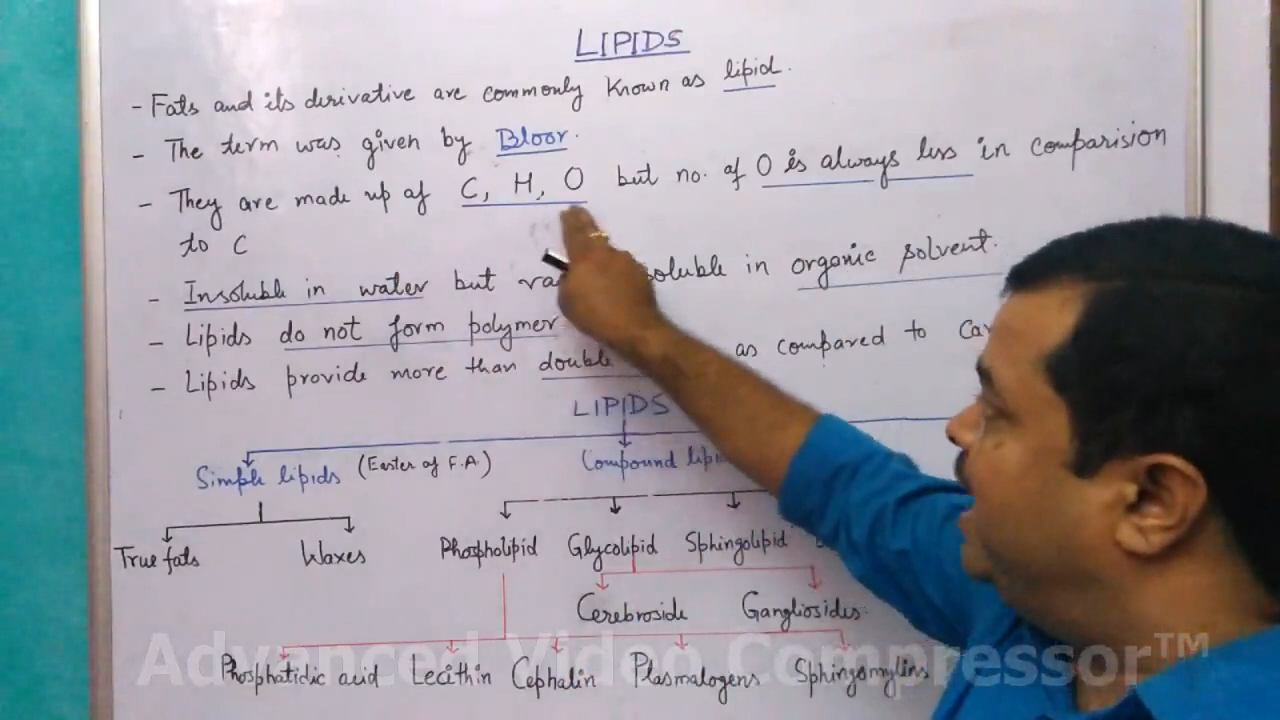 LIPIDS
- Fats and its derivative are commonly known as lipid.
- The term was given by Bloor.
- They are made up of C, H, O but no. of O is always less in comparision
to C
- Insoluble in water but soluble in organic solvent.
- Lipids do not form polymer
- Lipids provide more than double as compared to
LIPIDS
Simple lipids (Easter of F.A.) Compound
True fats Waxes Phospholipid Glycolipid Sphingolipid
Cerebroside Gangliosides
Advanced Video Compressor™
Phosphatidic acid Lecithin Cephalin Plasmalogens Sphingomylins